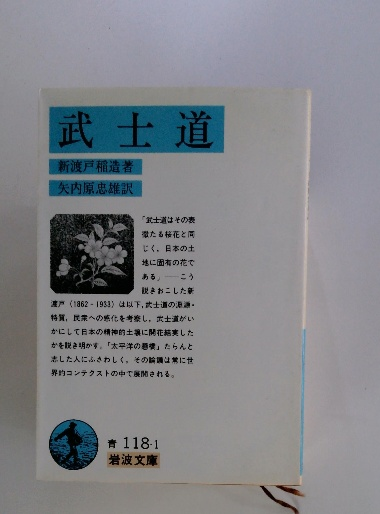 武士道
新渡戸稲造著
矢内原忠雄訳
「武士道はその表
徴たる桜花と同
じく、日本の土
地に固有の花で
ある」――こう
説きおこした新
渡戸（1862‐1933）は以下、武士道の淵源・
特質、民衆への感化を考察し、武士道がい
かにして日本の精神的土壌に開花結実した
かを説き明かす。「太平洋の懸橋」たらんと
志した人にふさわしく、その論議は常に世
界的コンテクストの中で展開される。
青 118-1
岩波文庫